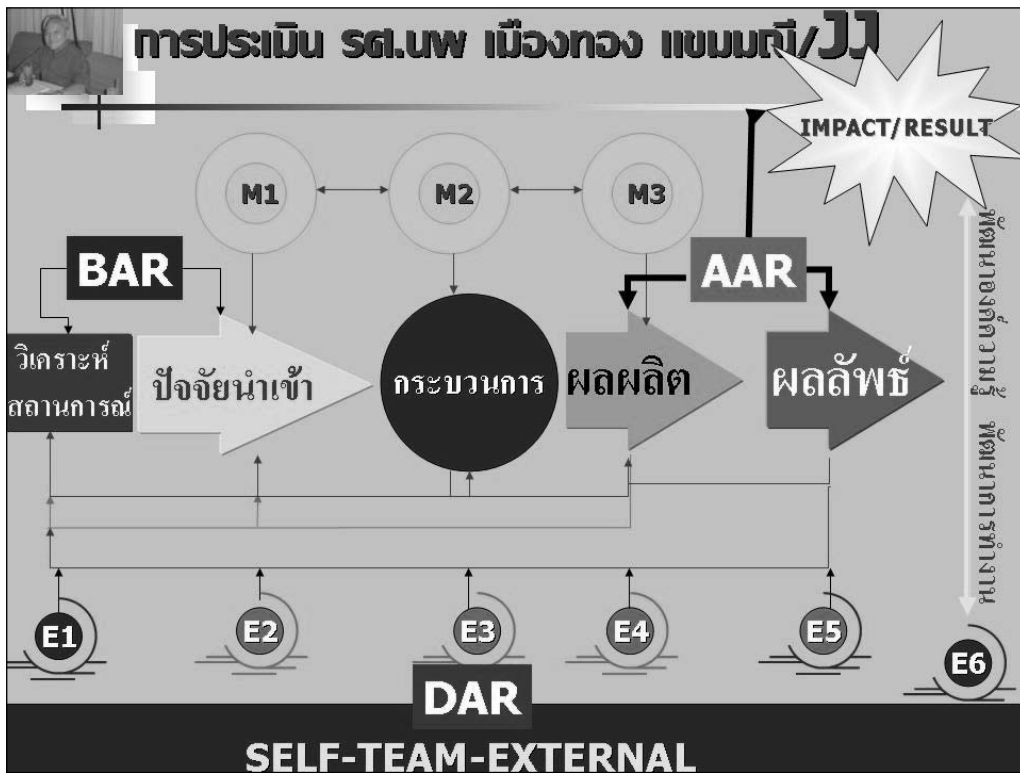 การประเมิน รศ.นพ เมืองทอง แขมมณี/JJ
IMPACT/RESULT
M1
M2
M3
BAR
AAR
วิเคราะห์
สถานการณ์
ปัจจัยนำเข้า
กระบวนการ
ผลผลิต
ผลลัพธ์
พัฒนาองค์ความรู้ พัฒนาการทำงาน
E1
E2
E3
E4
E5
E6
DAR
SELF-TEAM-EXTERNAL